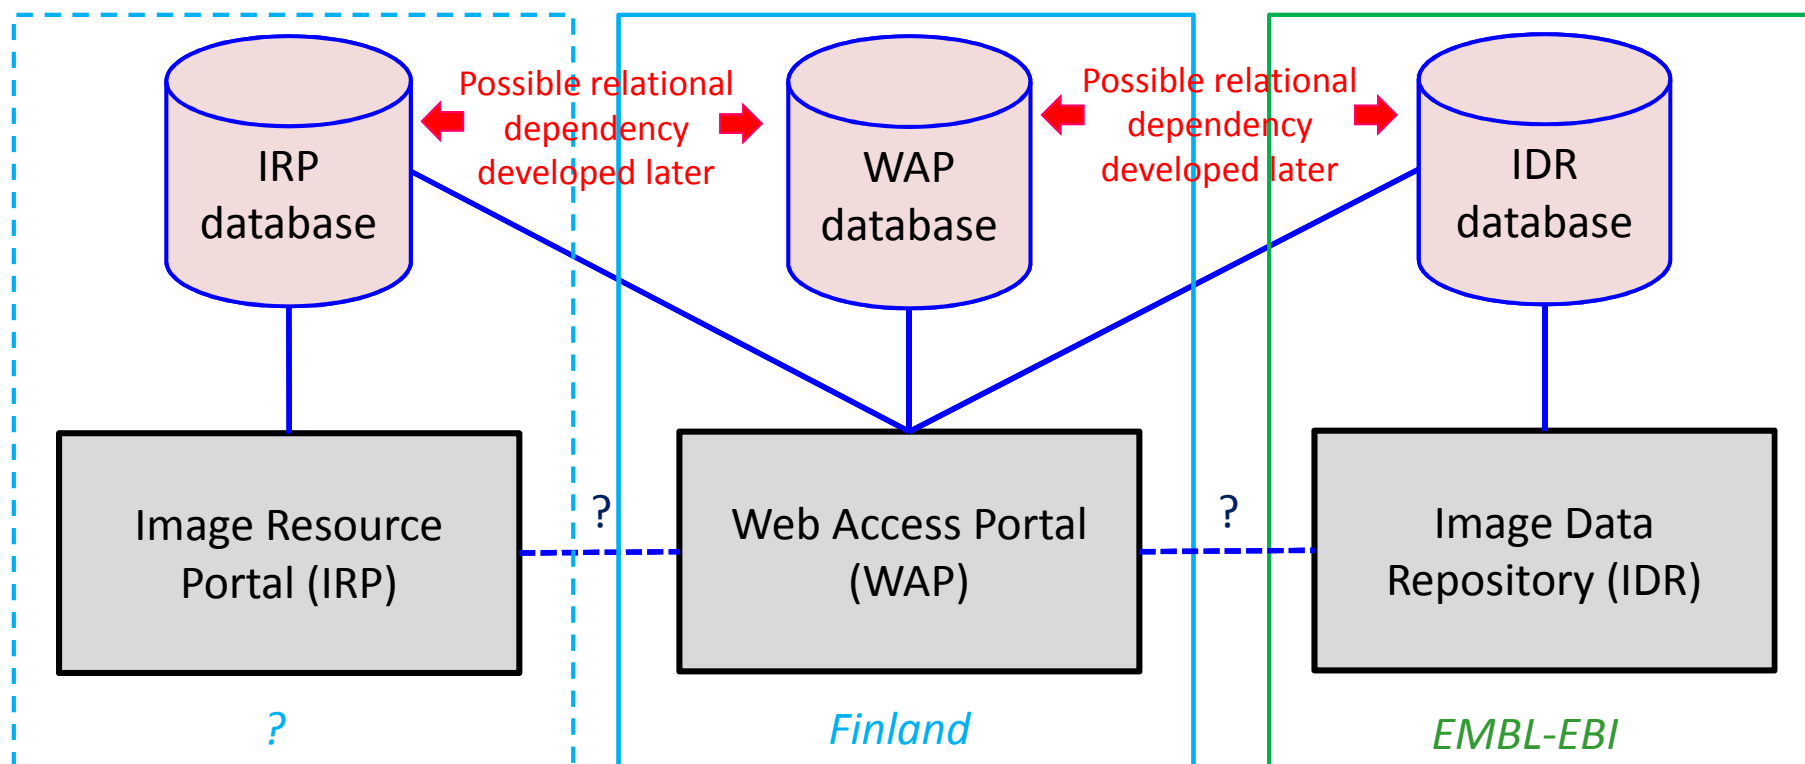 IRP
database
Possible relational
dependency
developed later
WAP
database
Possible relational
dependency
developed later
IDR
database
Image Resource
Portal (IRP)
?
Web Access Portal
(WAP)
?
Image Data
Repository (IDR)
?
Finland
EMBL-EBI